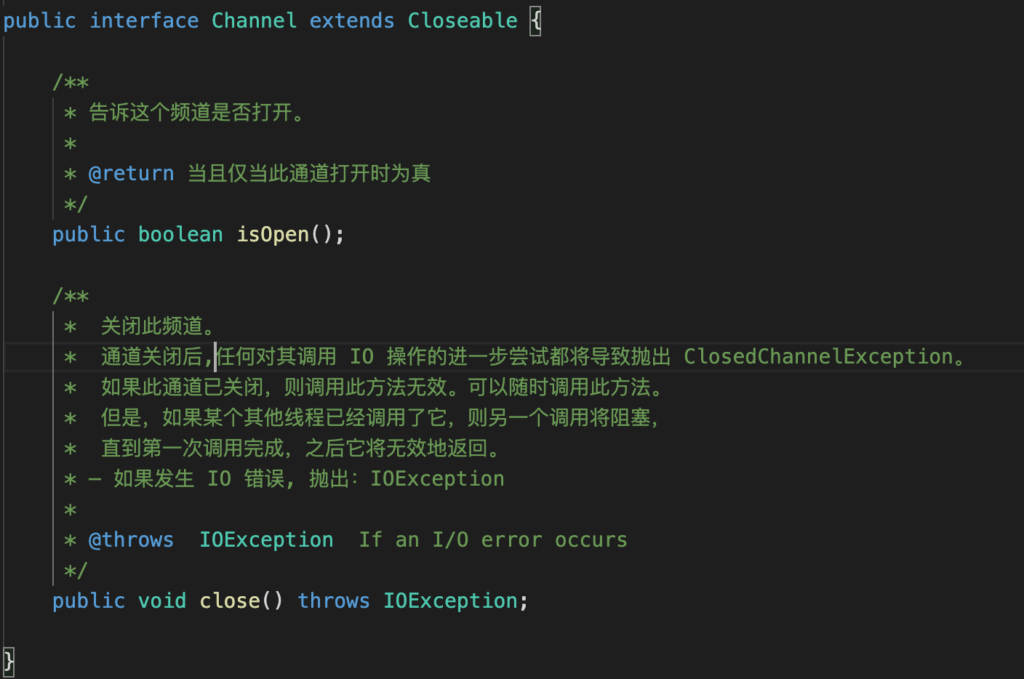 public interface Channel extends Closeable {
/**
* 告诉这个频道是否打开。
*
* @return 当且仅当此通道打开时为真
*/
public boolean isOpen();
/**
* 关闭此频道。
* 通道关闭后,任何对其调用 IO 操作的进一步尝试都将导致抛出 ClosedChannelException。
* 如果此通道已关闭，则调用此方法无效。可以随时调用此方法。
* 但是，如果某个其他线程已经调用了它，则另一个调用将阻塞，
* 直到第一次调用完成，之后它将无效地返回。
* – 如果发生 IO 错误, 抛出：IOException
*
* @throws  IOException  If an I/O error occurs
*/
public void close() throws IOException;
}